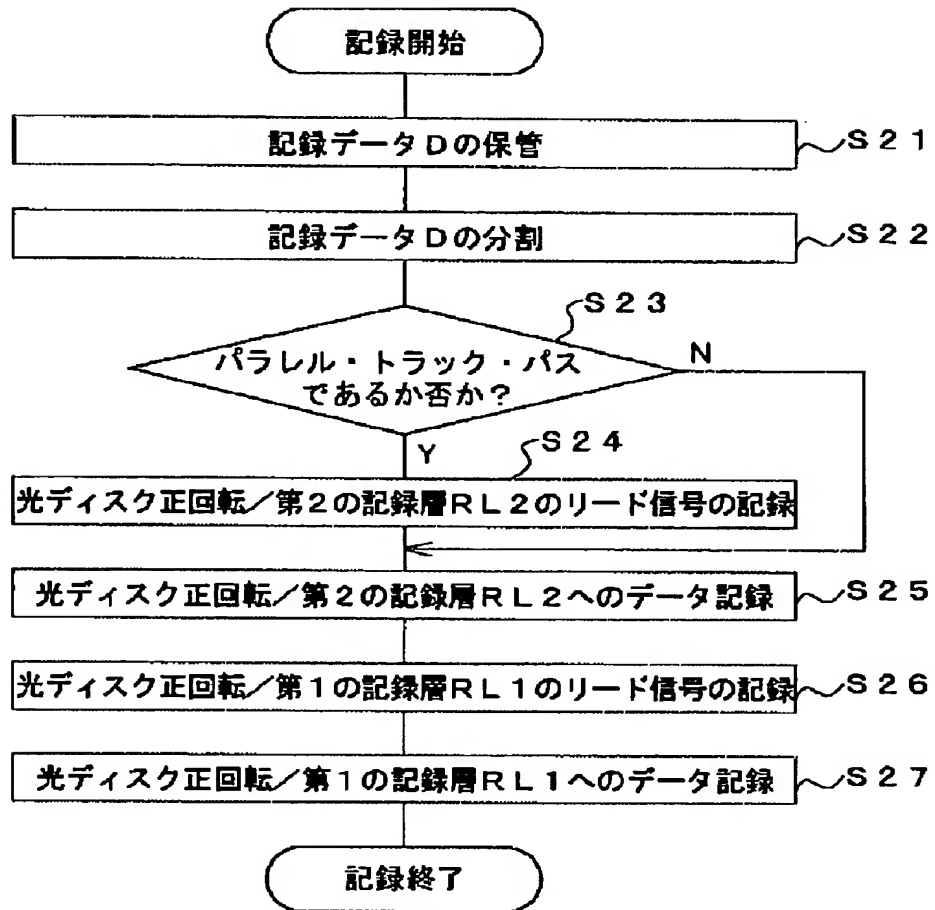 記録開始
記録データDの保管
S21
記録データDの分割
S22
S23
パラレル・トラック・パス
であるか否か？
N
Y
S24
光ディスク正回転／第2の記録層RL2のリード信号の記録
光ディスク正回転／第2の記録層RL2へのデータ記録
S25
光ディスク正回転／第1の記録層RL1のリード信号の記録
S26
光ディスク正回転／第1の記録層RL1へのデータ記録
S27
記録終了